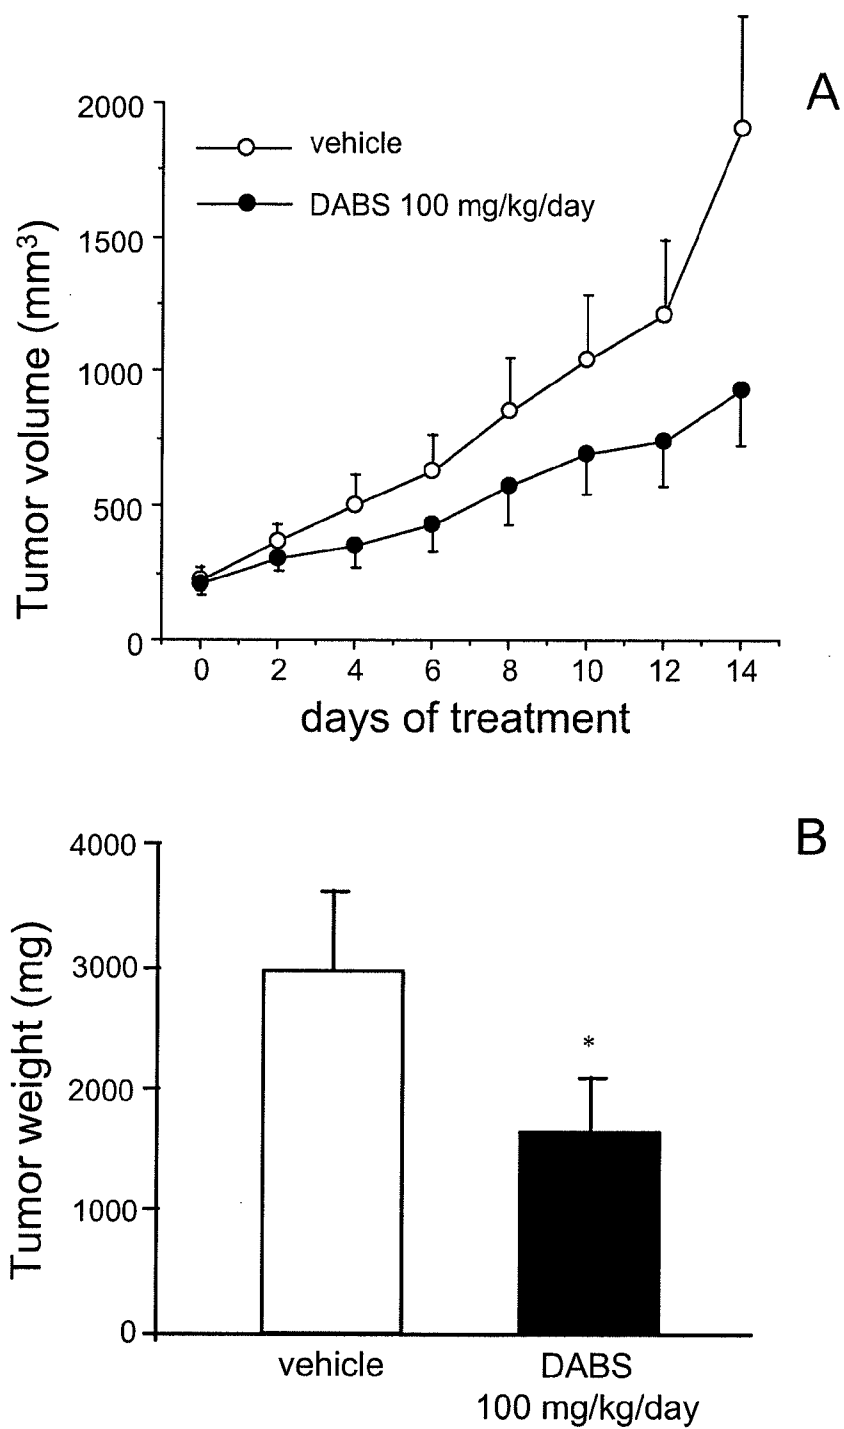 A
2000
1500
1000
500
0
Tumor volume (mm³)
vehicle
DABS 100 mg/kg/day
0 2 4 6 8 10 12 14
days of treatment
B
4000
3000
2000
1000
0
Tumor weight (mg)
*
vehicle
DABS
100 mg/kg/day